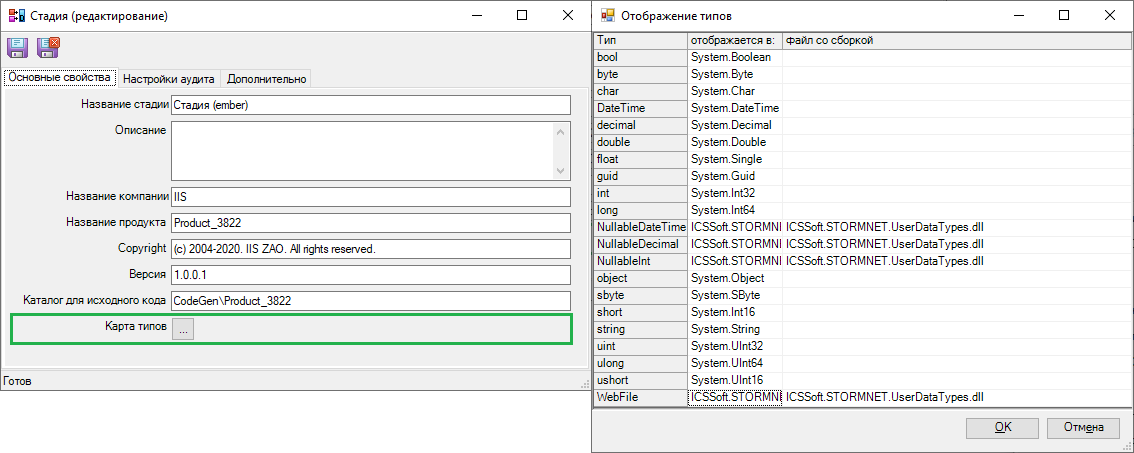 Стадия (редактирование)
Основные свойства Настройки аудита Дополнительно
Название стадии Стадия (ember)
Описание
Название компании IIS
Название продукта Product_3822
Copyright (c) 2004-2020. IIS ZAO. All rights reserved.
Версия 1.0.0.1
Каталог для исходного кода CodeGen\Product_3822
Карта типов ...
Готов
Отображение типов
Тип отображается в: файл со сборкой
bool System.Boolean
byte System.Byte
char System.Char
DateTime System.DateTime
decimal System.Decimal
double System.Double
float System.Single
guid System.Guid
int System.Int32
long System.Int64
NullableDateTime ICSSoft.STORMNI ICSSoft.STORMNET.UserDataTypes.dll
NullableDecimal ICSSoft.STORMNI ICSSoft.STORMNET.UserDataTypes.dll
NullableInt ICSSoft.STORMNI ICSSoft.STORMNET.UserDataTypes.dll
object System.Object
sbyte System.SByte
short System.Int16
string System.String
uint System.UInt32
ulong System.UInt64
ushort System.UInt16
WebFile ICSSoft.STORMNI ICSSoft.STORMNET.UserDataTypes.dll
OK Отмена